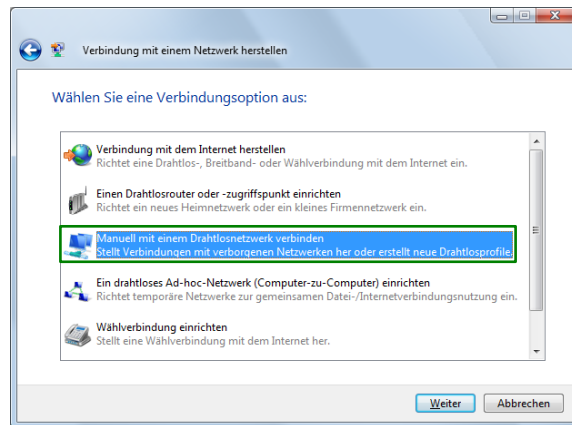 Verbindung mit einem Netzwerk herstellen
Wählen Sie eine Verbindungsoption aus:
Verbindung mit dem Internet herstellen
Richtet eine Drahtlos-, Breitband- oder Wählverbindung mit dem Internet ein.
Einen Drahtlosrouter oder -zugriffspunkt einrichten
Richtet ein neues Heimnetzwerk oder ein kleines Firmennetzwerk ein.
Manuell mit einem Drahtlosnetzwerk verbinden
Stellt Verbindungen mit verborgenen Netzwerken her oder erstellt neue Drahtlosprofile.
Ein drahtloses Ad-hoc-Netzwerk (Computer-zu-Computer) einrichten
Richtet temporäre Netzwerke zur gemeinsamen Datei-/Internetverbindungsnutzung ein.
Wählverbindung einrichten
Stellt eine Wählverbindung mit dem Internet her.
Weiter Abbrechen